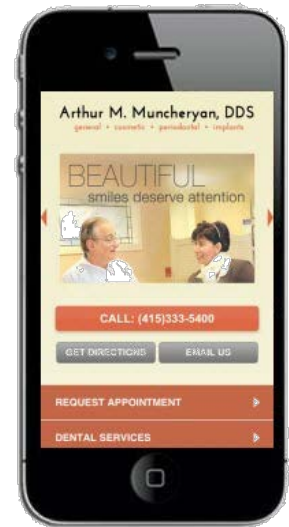 Arthur M. Muncheryan, DDS
general • cosmetic • periodontal • implants
BEAUTIFUL
smiles deserve attention
CALL: (415)333-5400
GET DIRECTIONS
EMAIL US
REQUEST APPOINTMENT
DENTAL SERVICES